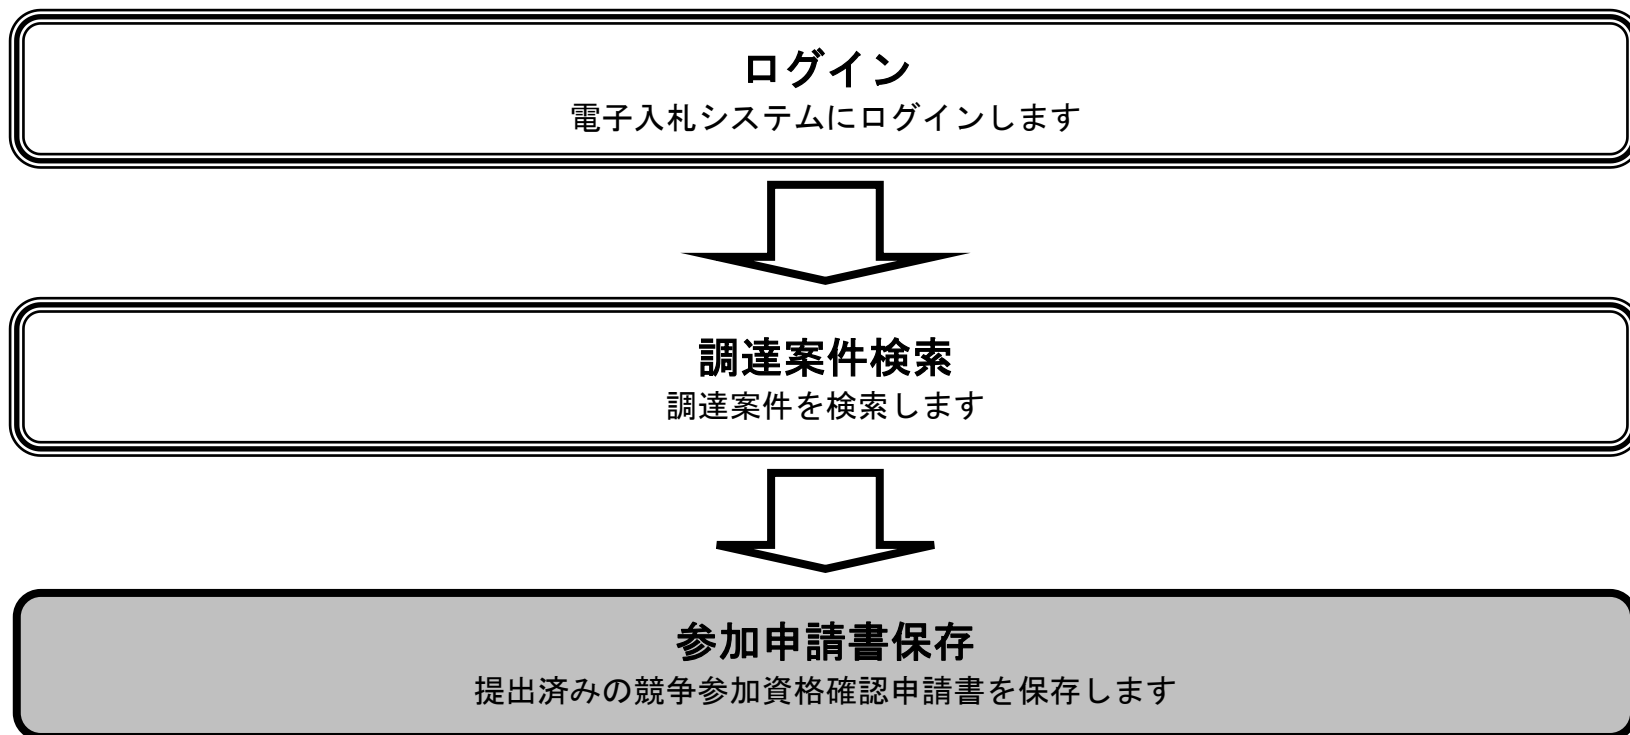 ログイン
電子入札システムにログインします
調達案件検索
調達案件を検索します
参加申請書保存
提出済みの競争参加資格確認申請書を保存します